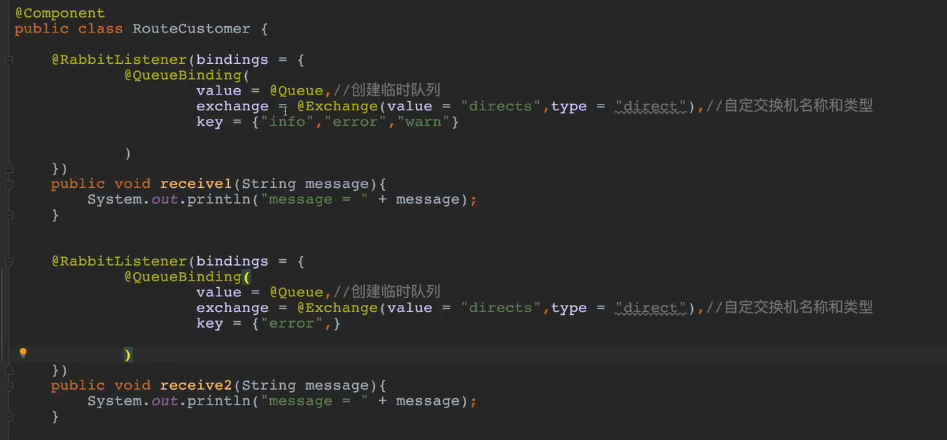 @Component
public class RouteCustomer {
@RabbitListener(bindings = {
@QueueBinding(
value = @Queue,//创建临时队列
exchange = @Exchange(value = "directs",type = "direct"),//自定交换机名称和类型
key = {"info","error","warn"}
)
})
public void receive1(String message){
System.out.println("message = " + message);
}
@RabbitListener(bindings = {
@QueueBinding(
value = @Queue,//创建临时队列
exchange = @Exchange(value = "directs",type = "direct"),//自定交换机名称和类型
key = {"error",}
)
})
public void receive2(String message){
System.out.println("message = " + message);
}